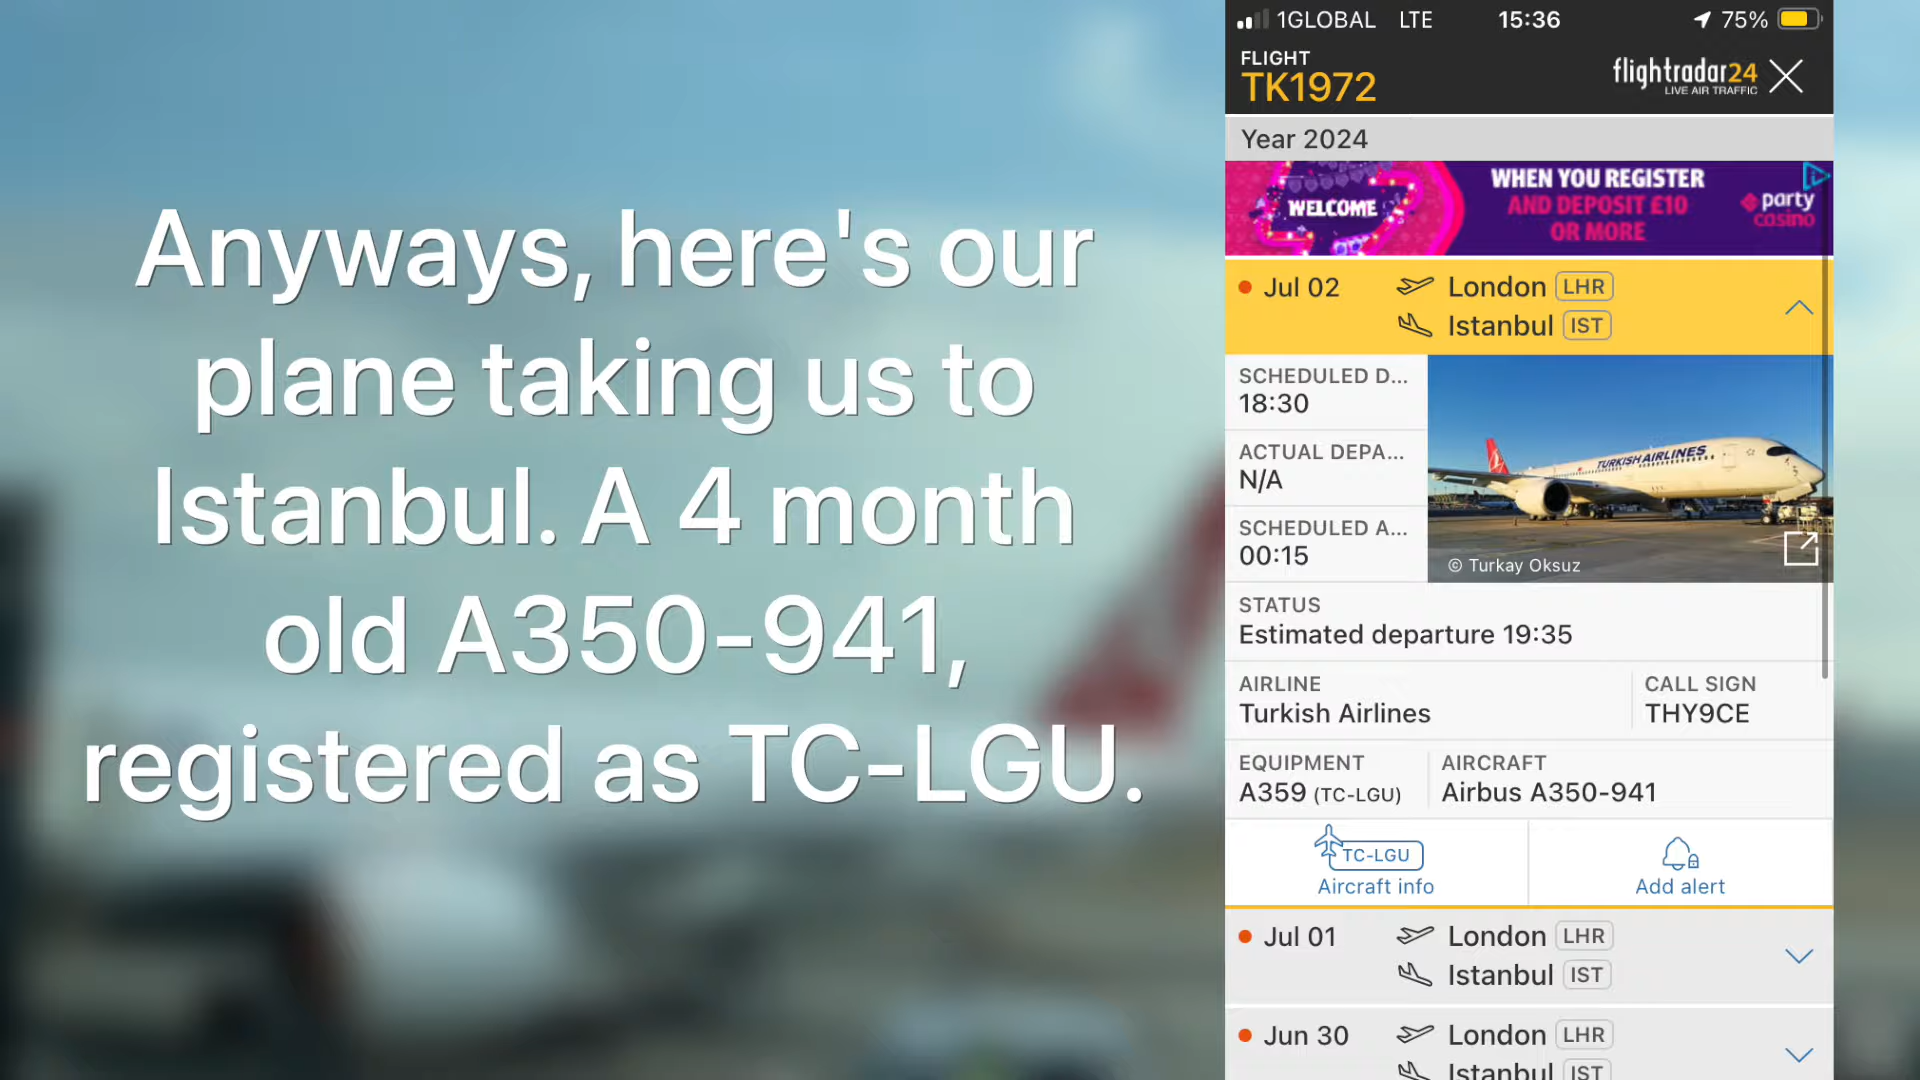 Anyways, here's our
plane taking us to
Istanbul. A 4 month
old A350-941,
registered as TC-LGU.
1GLOBAL LTE 15:36 75%
FLIGHT
TK1972
flightradar24
LIVE AIR TRAFFIC
Year 2024
WELCOME
WHEN YOU REGISTER
AND DEPOSIT £10
OR MORE
party
casino
Jul 02 London LHR
Istanbul IST
SCHEDULED D...
18:30
ACTUAL DEPA...
N/A
SCHEDULED A...
00:15
TURKISH AIRLINES
© Turkay Oksuz
STATUS
Estimated departure 19:35
AIRLINE
Turkish Airlines
CALL SIGN
THY9CE
EQUIPMENT
A359 (TC-LGU)
AIRCRAFT
Airbus A350-941
TC-LGU
Aircraft info
Add alert
Jul 01 London LHR
Istanbul IST
Jun 30 London LHR
Istanbul IST